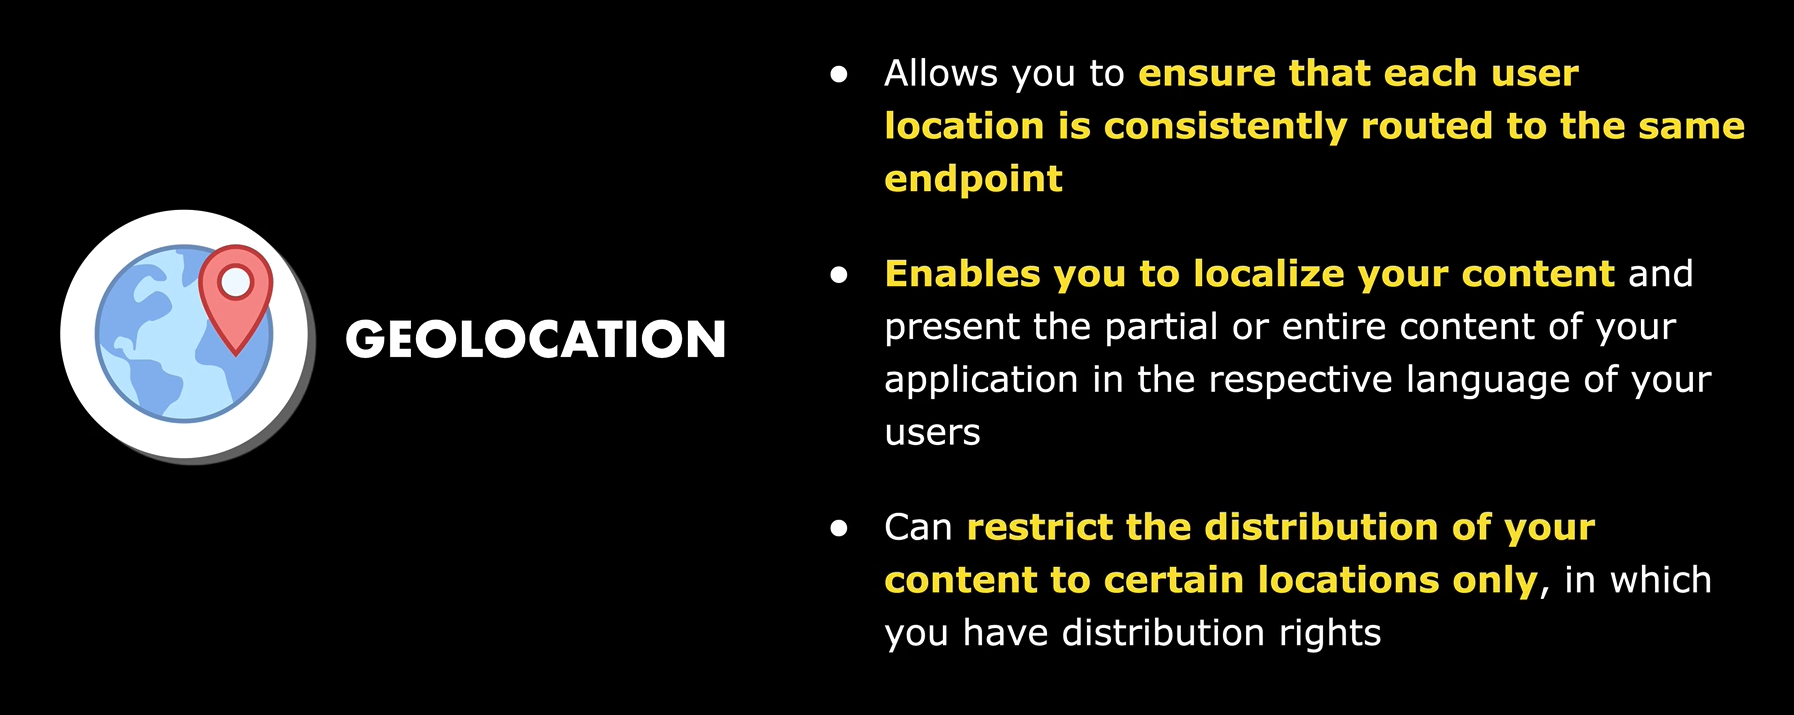 GEOLOCATION
● Allows you to ensure that each user
location is consistently routed to the same
endpoint
● Enables you to localize your content and
present the partial or entire content of your
application in the respective language of your
users
● Can restrict the distribution of your
content to certain locations only, in which
you have distribution rights